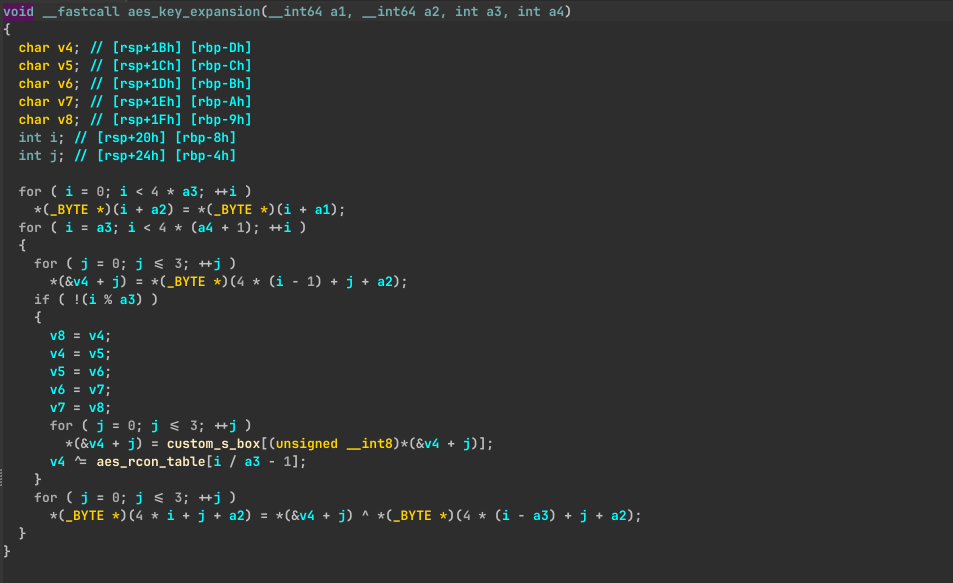 void __fastcall aes_key_expansion(__int64 a1, __int64 a2, int a3, int a4)
{
  char v4; // [rsp+1Bh] [rbp-Dh]
  char v5; // [rsp+1Ch] [rbp-Ch]
  char v6; // [rsp+1Dh] [rbp-Bh]
  char v7; // [rsp+1Eh] [rbp-Ah]
  char v8; // [rsp+1Fh] [rbp-9h]
  int i; // [rsp+20h] [rbp-8h]
  int j; // [rsp+24h] [rbp-4h]

  for ( i = 0; i < 4 * a3; ++i )
    *(_BYTE *)(i + a2) = *(_BYTE *)(i + a1);
  for ( i = a3; i < 4 * (a4 + 1); ++i )
  {
    for ( j = 0; j <= 3; ++j )
      *(&v4 + j) = *(_BYTE *)(4 * (i - 1) + j + a2);
    if ( !(i % a3) )
    {
      v8 = v4;
      v4 = v5;
      v5 = v6;
      v6 = v7;
      v7 = v8;
      for ( j = 0; j <= 3; ++j )
        *(&v4 + j) = custom_s_box[(unsigned __int8)*(&v4 + j)];
      v4 ^= aes_rcon_table[i / a3 - 1];
    }
    for ( j = 0; j <= 3; ++j )
      *(_BYTE *)(4 * i + j + a2) = *(&v4 + j) ^ *(_BYTE *)(4 * (i - a3) + j + a2);
  }
}